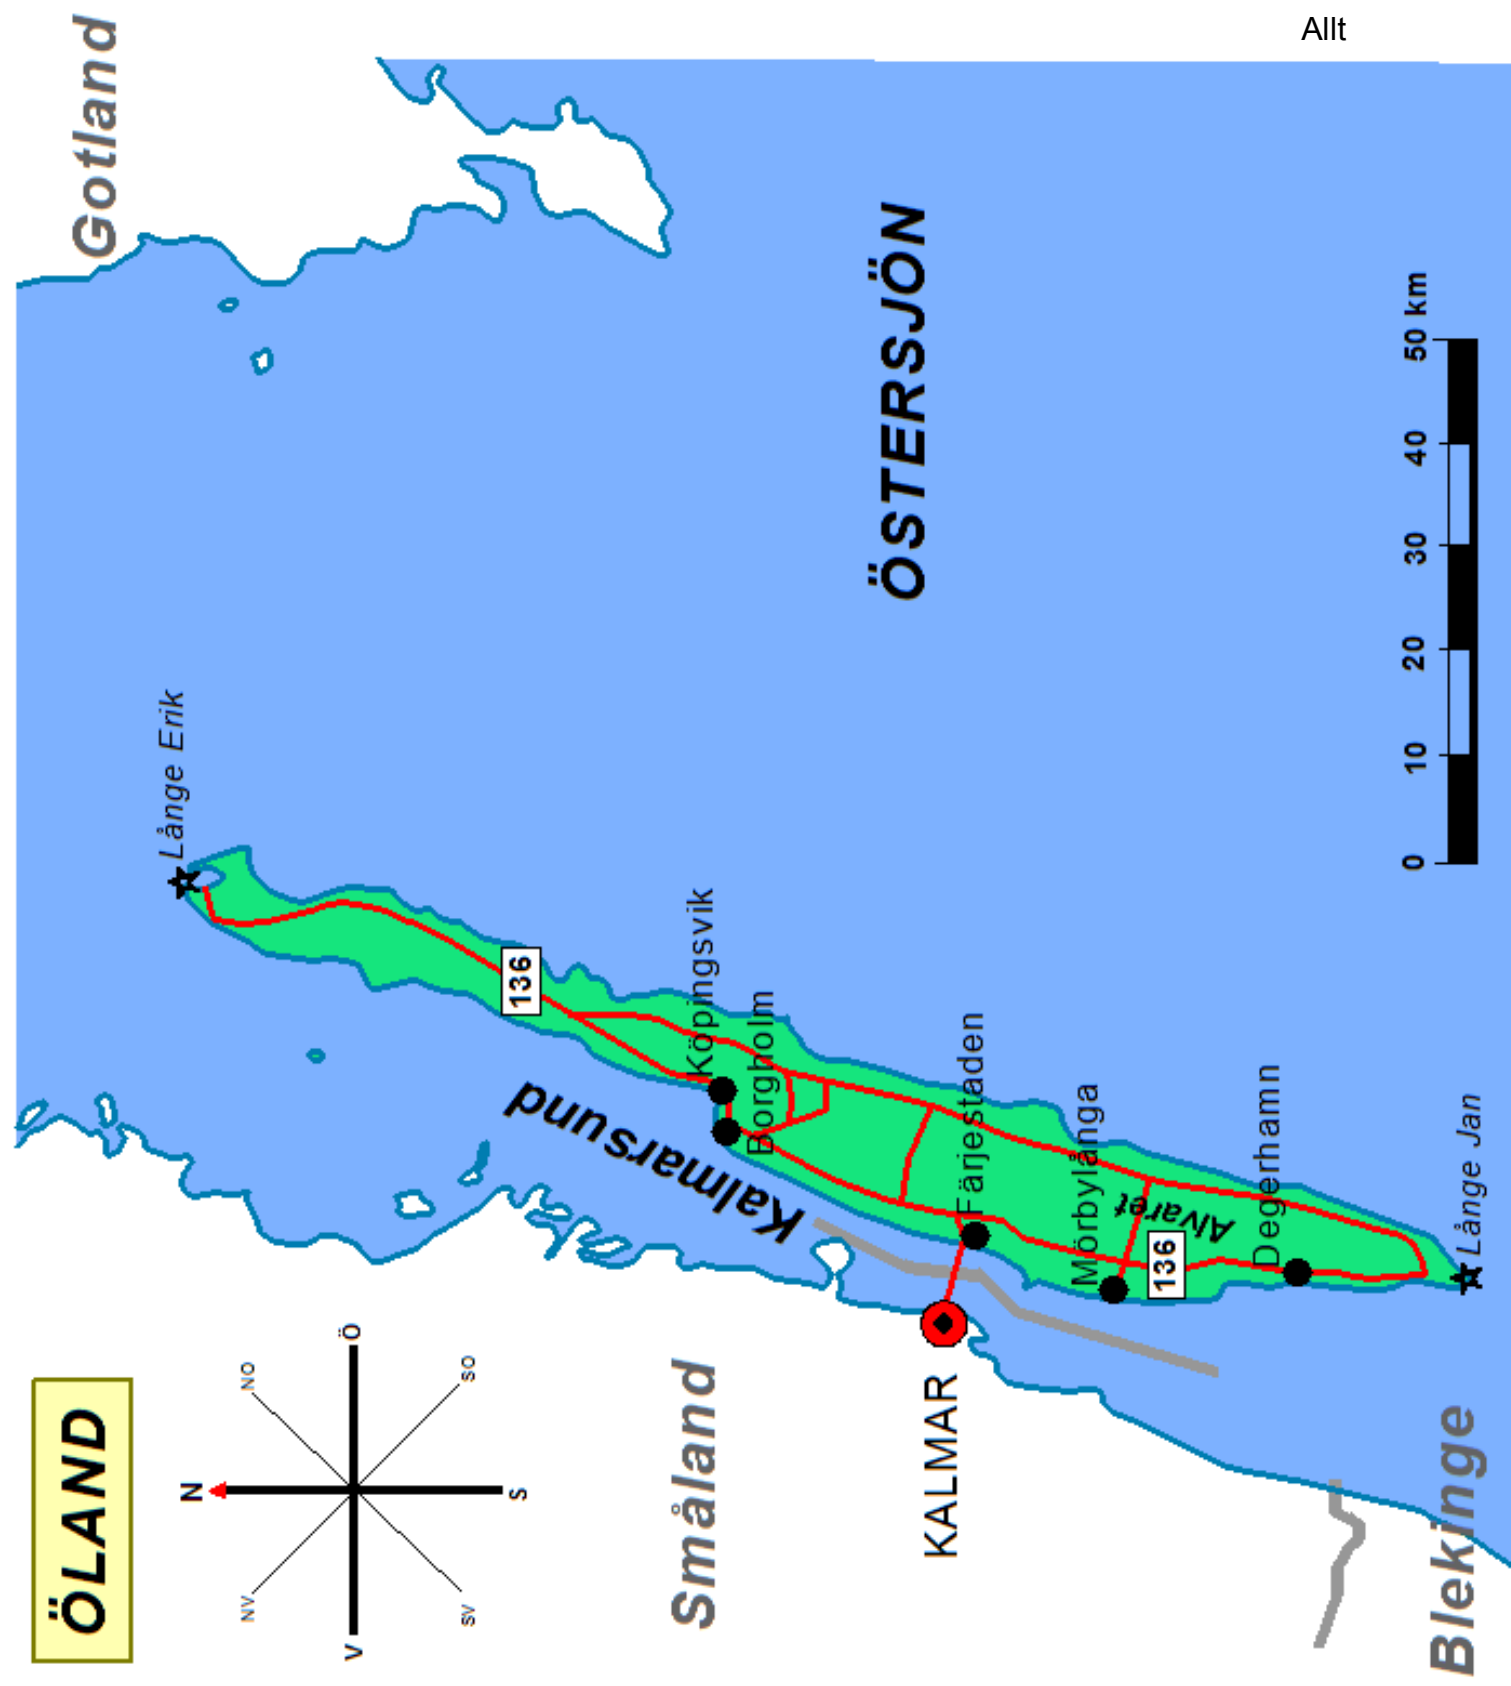 Allt
ÖLAND
Gotland
N
NO
Ö
SO
S
SV
V
NV
Långe Erik
136
Köpingsvik
Borgholm
Kalmarsund
Småland
ÖSTERSJÖN
KALMAR
Färjestaden
Mörbylånga
Alvaret
136
Degerhamn
Långe Jan
Blekinge
0 10 20 30 40 50 km